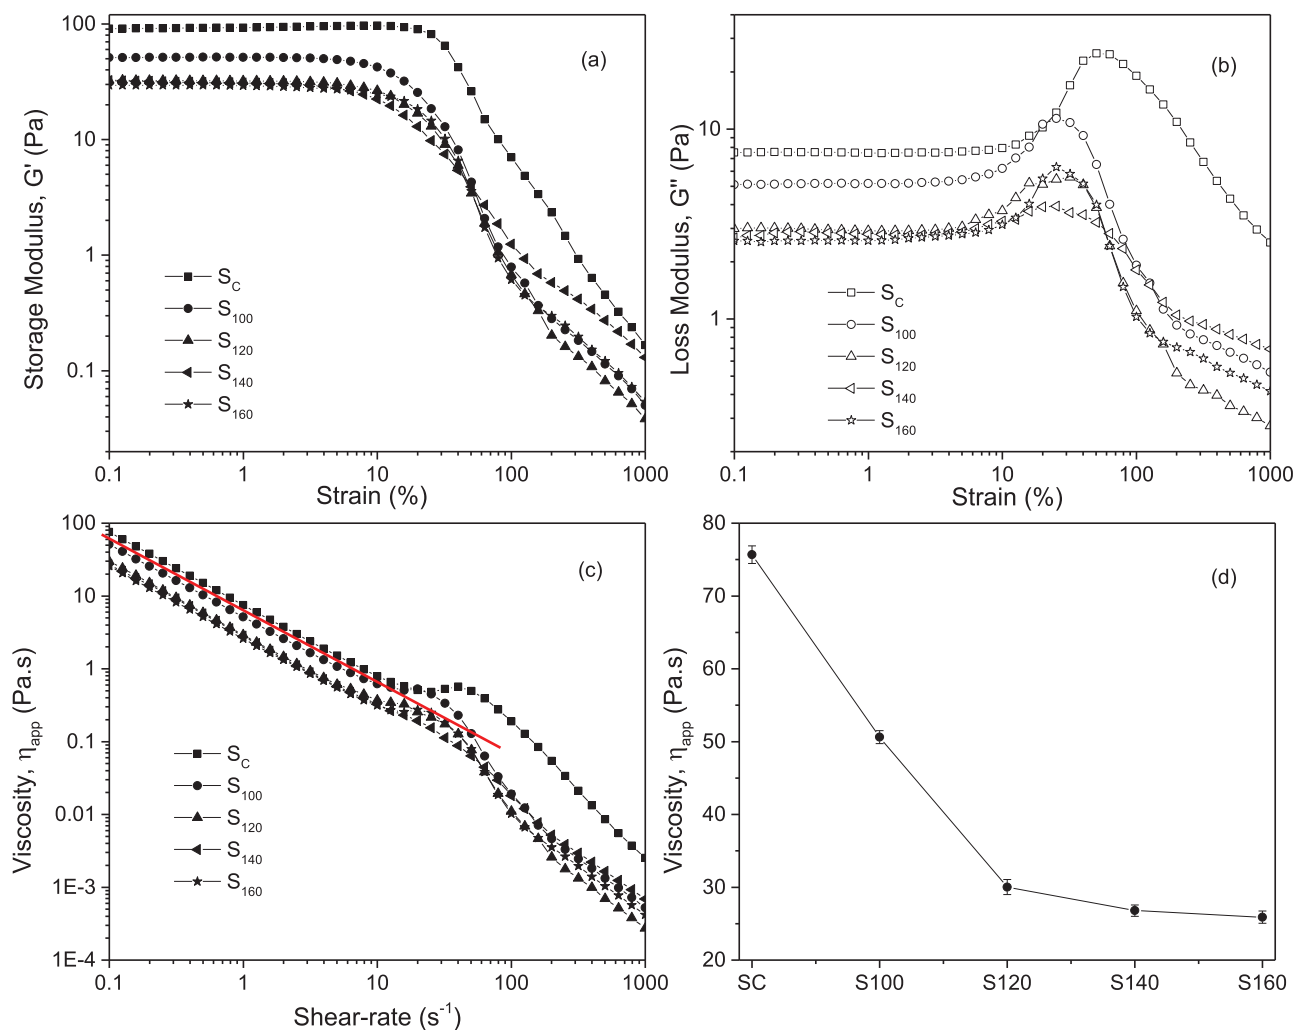 (a)
Storage Modulus, G' (Pa)
100
10
1
0.1
S_C
S_100
S_120
S_140
S_160
0.1 1 10 100 1000
Strain (%)
(b)
Loss Modulus, G" (Pa)
10
1
S_C
S_100
S_120
S_140
S_160
0.1 1 10 100 1000
Strain (%)
(c)
Viscosity, η_app (Pa.s)
100
10
1
0.1
0.01
1E-3
1E-4
S_C
S_100
S_120
S_140
S_160
0.1 1 10 100 1000
Shear-rate (s⁻¹)
(d)
Viscosity, η_app (Pa.s)
80
70
60
50
40
30
20
SC S100 S120 S140 S160